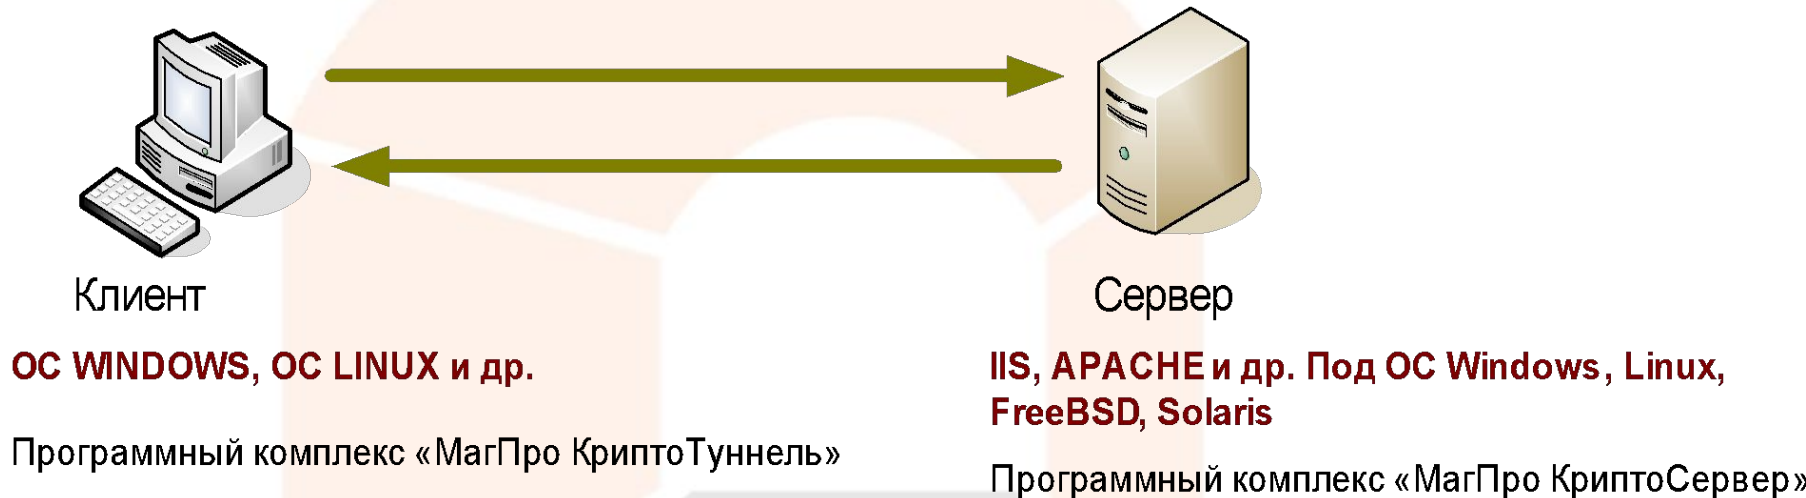 Клиент
Сервер
ОС WINDOWS, ОС LINUX и др.
IIS, APACHE и др. Под ОС Windows, Linux,
FreeBSD, Solaris
Программный комплекс «МагПро КриптоТуннель»
Программный комплекс «МагПро КриптоСервер»